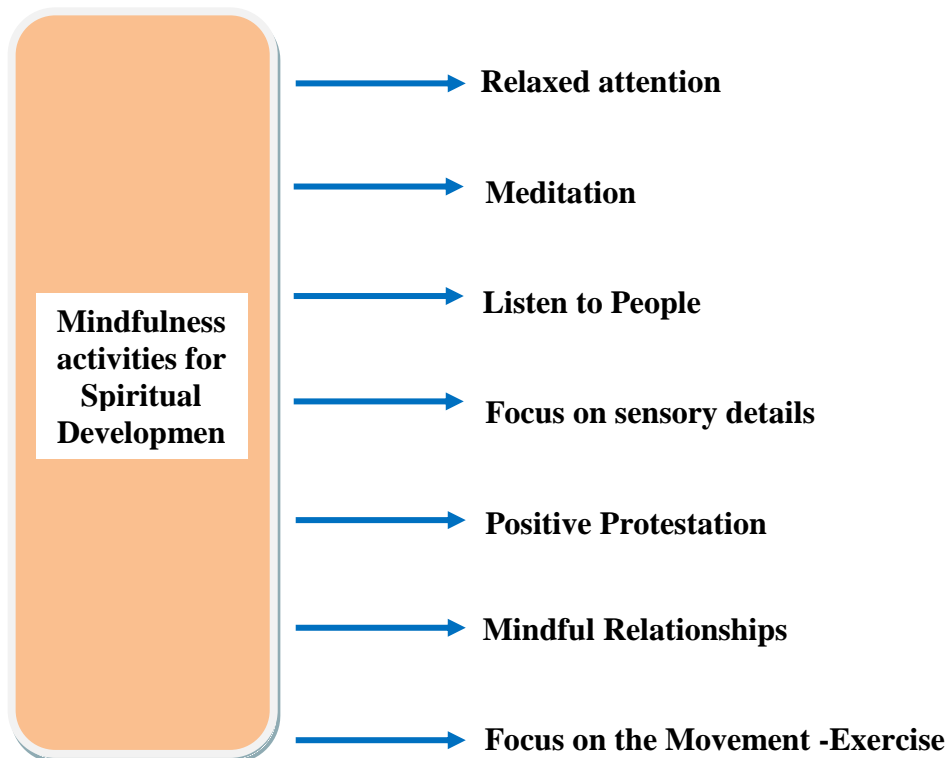 Relaxed attention
Meditation
Listen to People
Mindfulness
activities for
Spiritual
Developmen
Focus on sensory details
Positive Protestation
Mindful Relationships
Focus on the Movement -Exercise